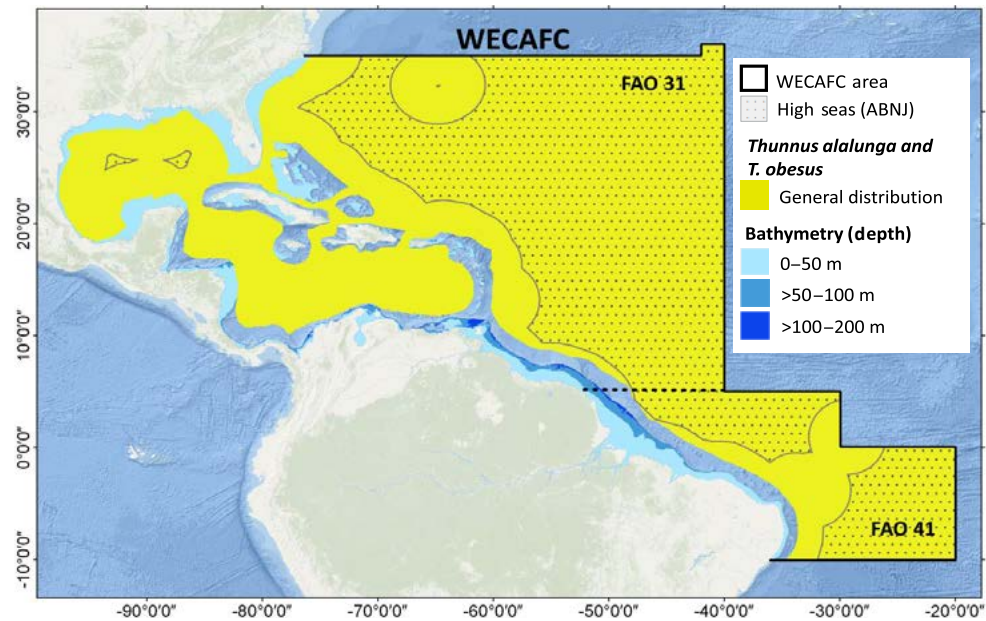 WECAFC
FAO 31
WECAFC area
High seas (ABNJ)
Thunnus alalunga and
T. obesus
General distribution
Bathymetry (depth)
0–50 m
>50–100 m
>100–200 m
FAO 41
30°0'0"
20°0'0"
10°0'0"
0°0'0"
-10°0'0"
-90°0'0"
-80°0'0"
-70°0'0"
-60°0'0"
-50°0'0"
-40°0'0"
-30°0'0"
-20°0'0"